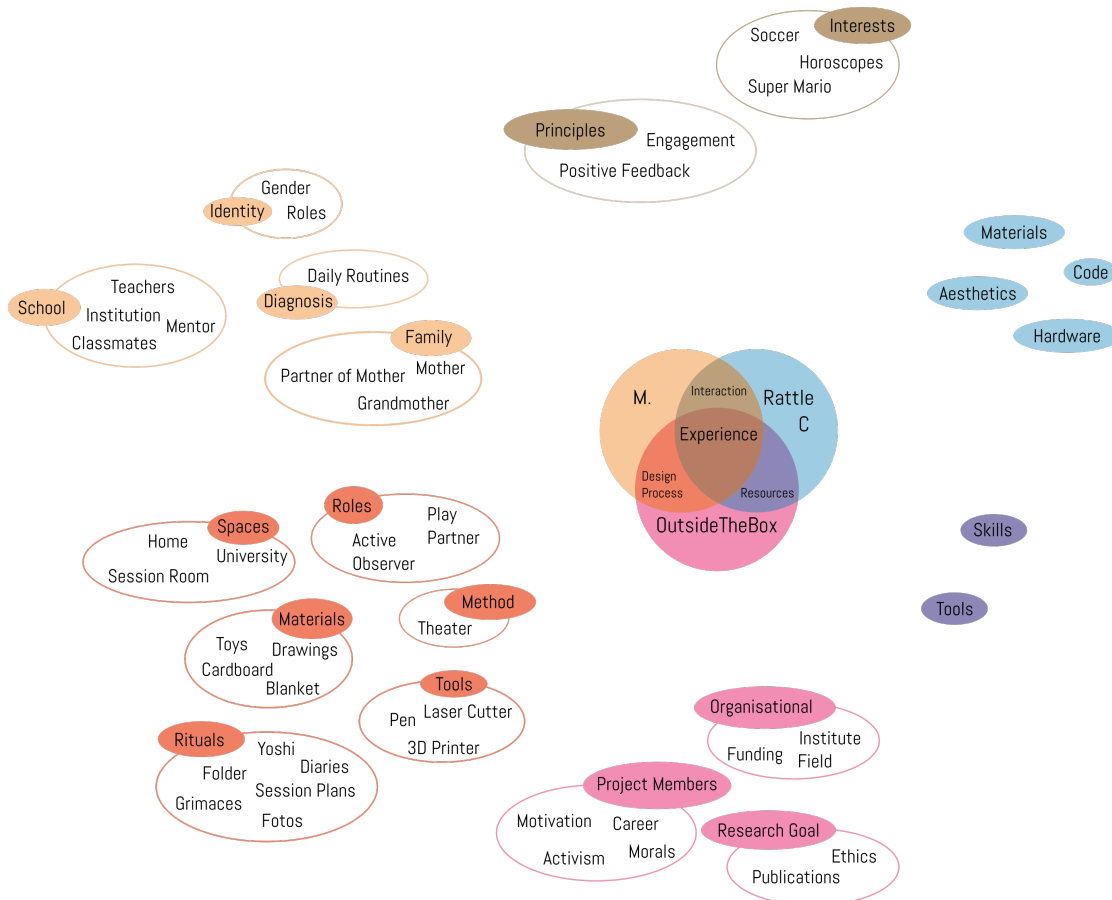 Interests
Soccer
Horoscopes
Super Mario
Principles
Engagement
Positive Feedback
Gender
Identity
Roles
Daily Routines
Diagnosis
School
Teachers
Institution
Mentor
Classmates
Family
Mother
Partner of Mother
Grandmother
Materials
Code
Aesthetics
Hardware
M.
Interaction
Rattle
C
Experience
Design
Process
Resources
OutsideTheBox
Roles
Play
Partner
Active
Observer
Spaces
Home
University
Session Room
Method
Theater
Materials
Toys
Drawings
Cardboard
Blanket
Tools
Laser Cutter
Pen
3D Printer
Rituals
Yoshi
Diaries
Folder
Session Plans
Grimaces
Fotos
Skills
Tools
Organisational
Institute
Funding
Field
Project Members
Motivation
Career
Activism
Morals
Research Goal
Ethics
Publications